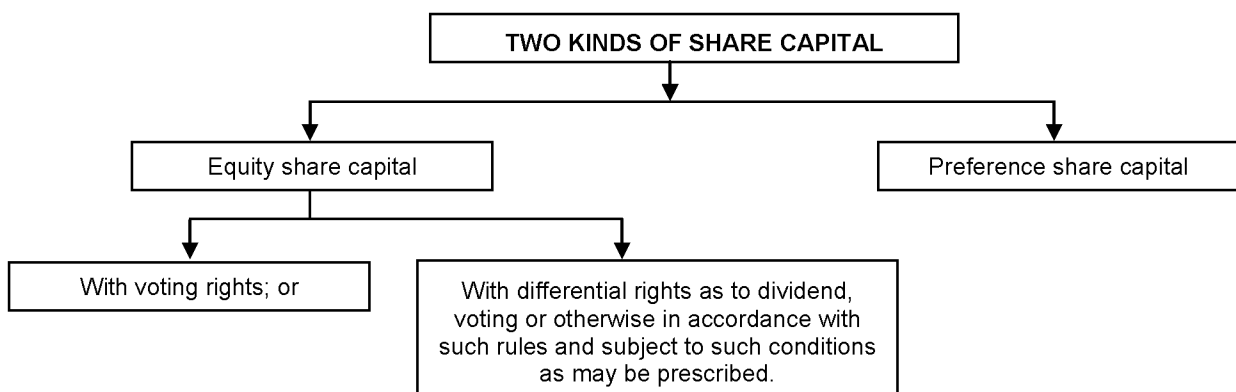 TWO KINDS OF SHARE CAPITAL
Equity share capital
Preference share capital
With voting rights; or
With differential rights as to dividend,
voting or otherwise in accordance with
such rules and subject to such conditions
as may be prescribed.